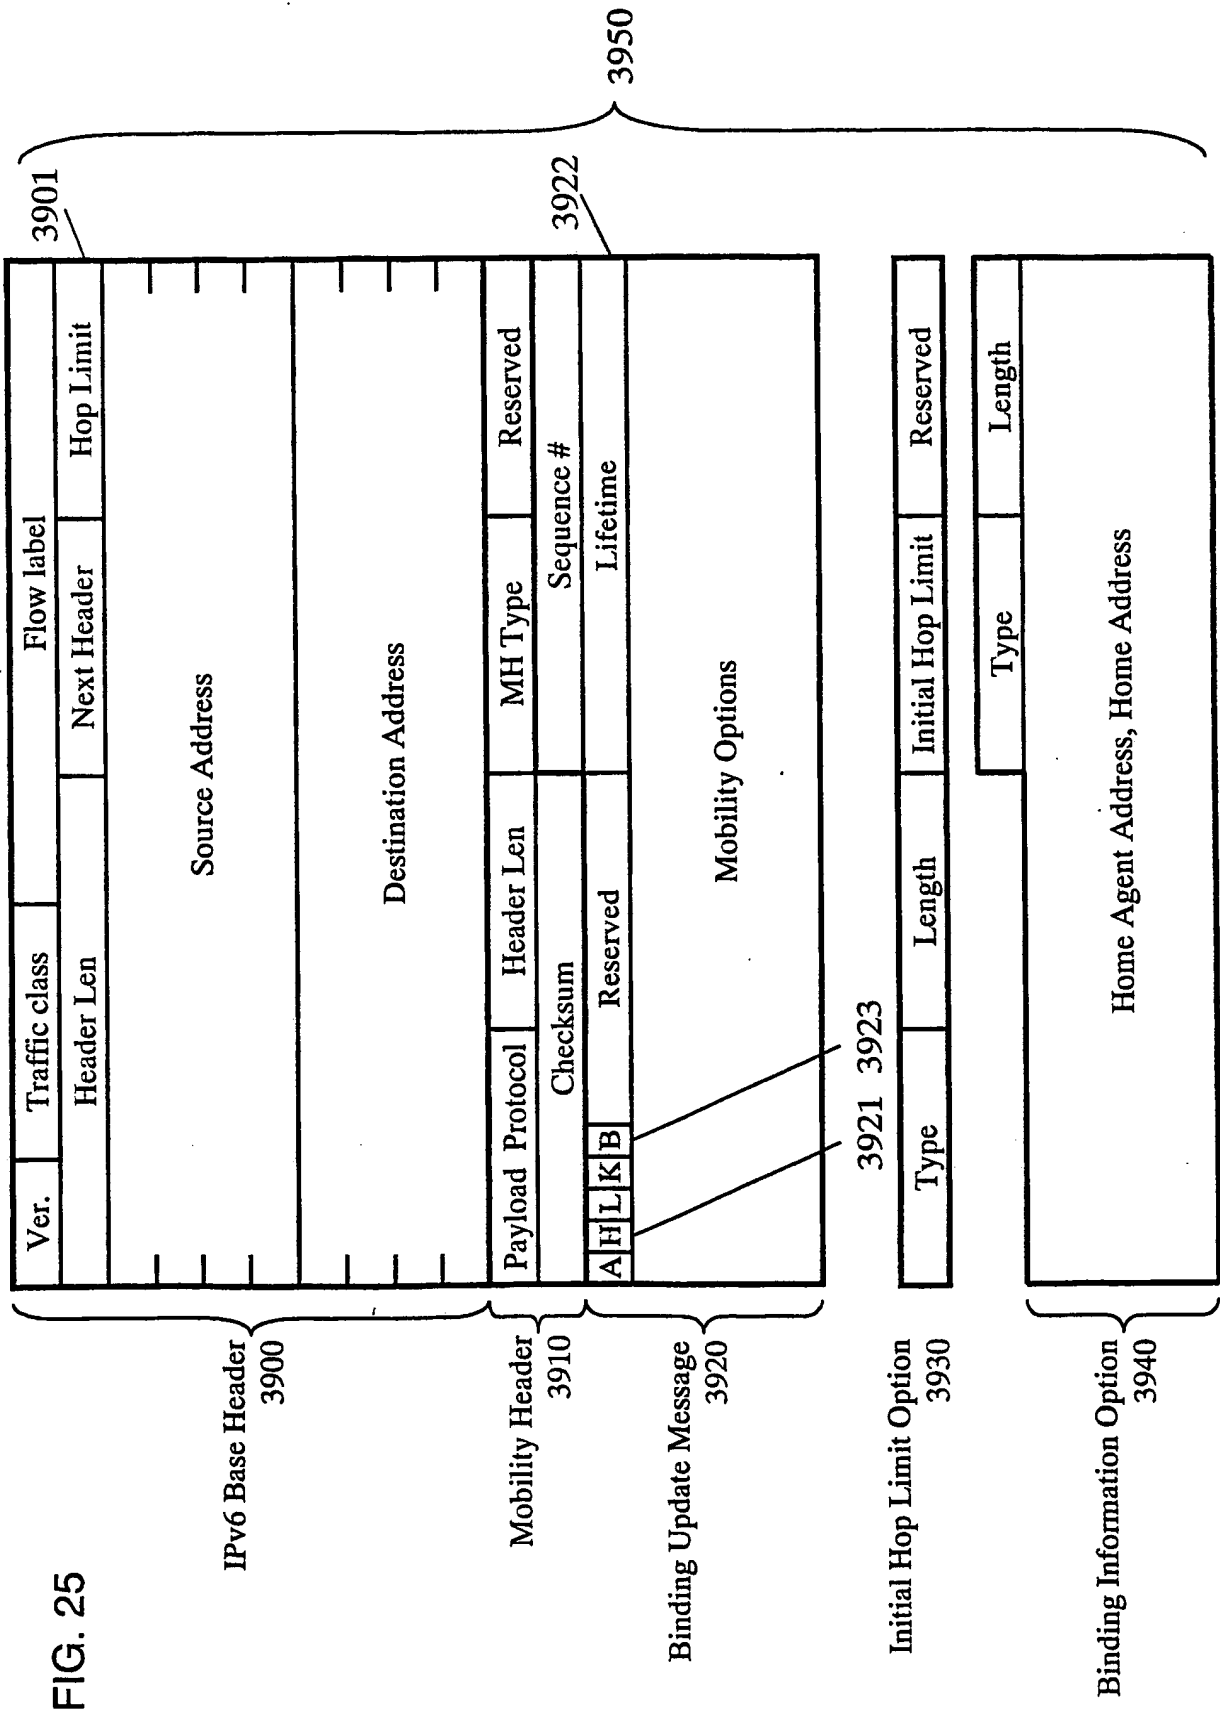 FIG. 25
3950
3901
IPv6 Base Header
3900
Ver.
Traffic class
Flow label
Header Len
Next Header
Hop Limit
Source Address
Destination Address
Mobility Header
3910
Payload Protocol
Header Len
MH Type
Reserved
Checksum
Sequence #
3922
Binding Update Message
3920
A
H
L
K
B
Reserved
Lifetime
Mobility Options
3921
3923
Initial Hop Limit Option
3930
Type
Length
Initial Hop Limit
Reserved
Binding Information Option
3940
Type
Length
Home Agent Address, Home Address